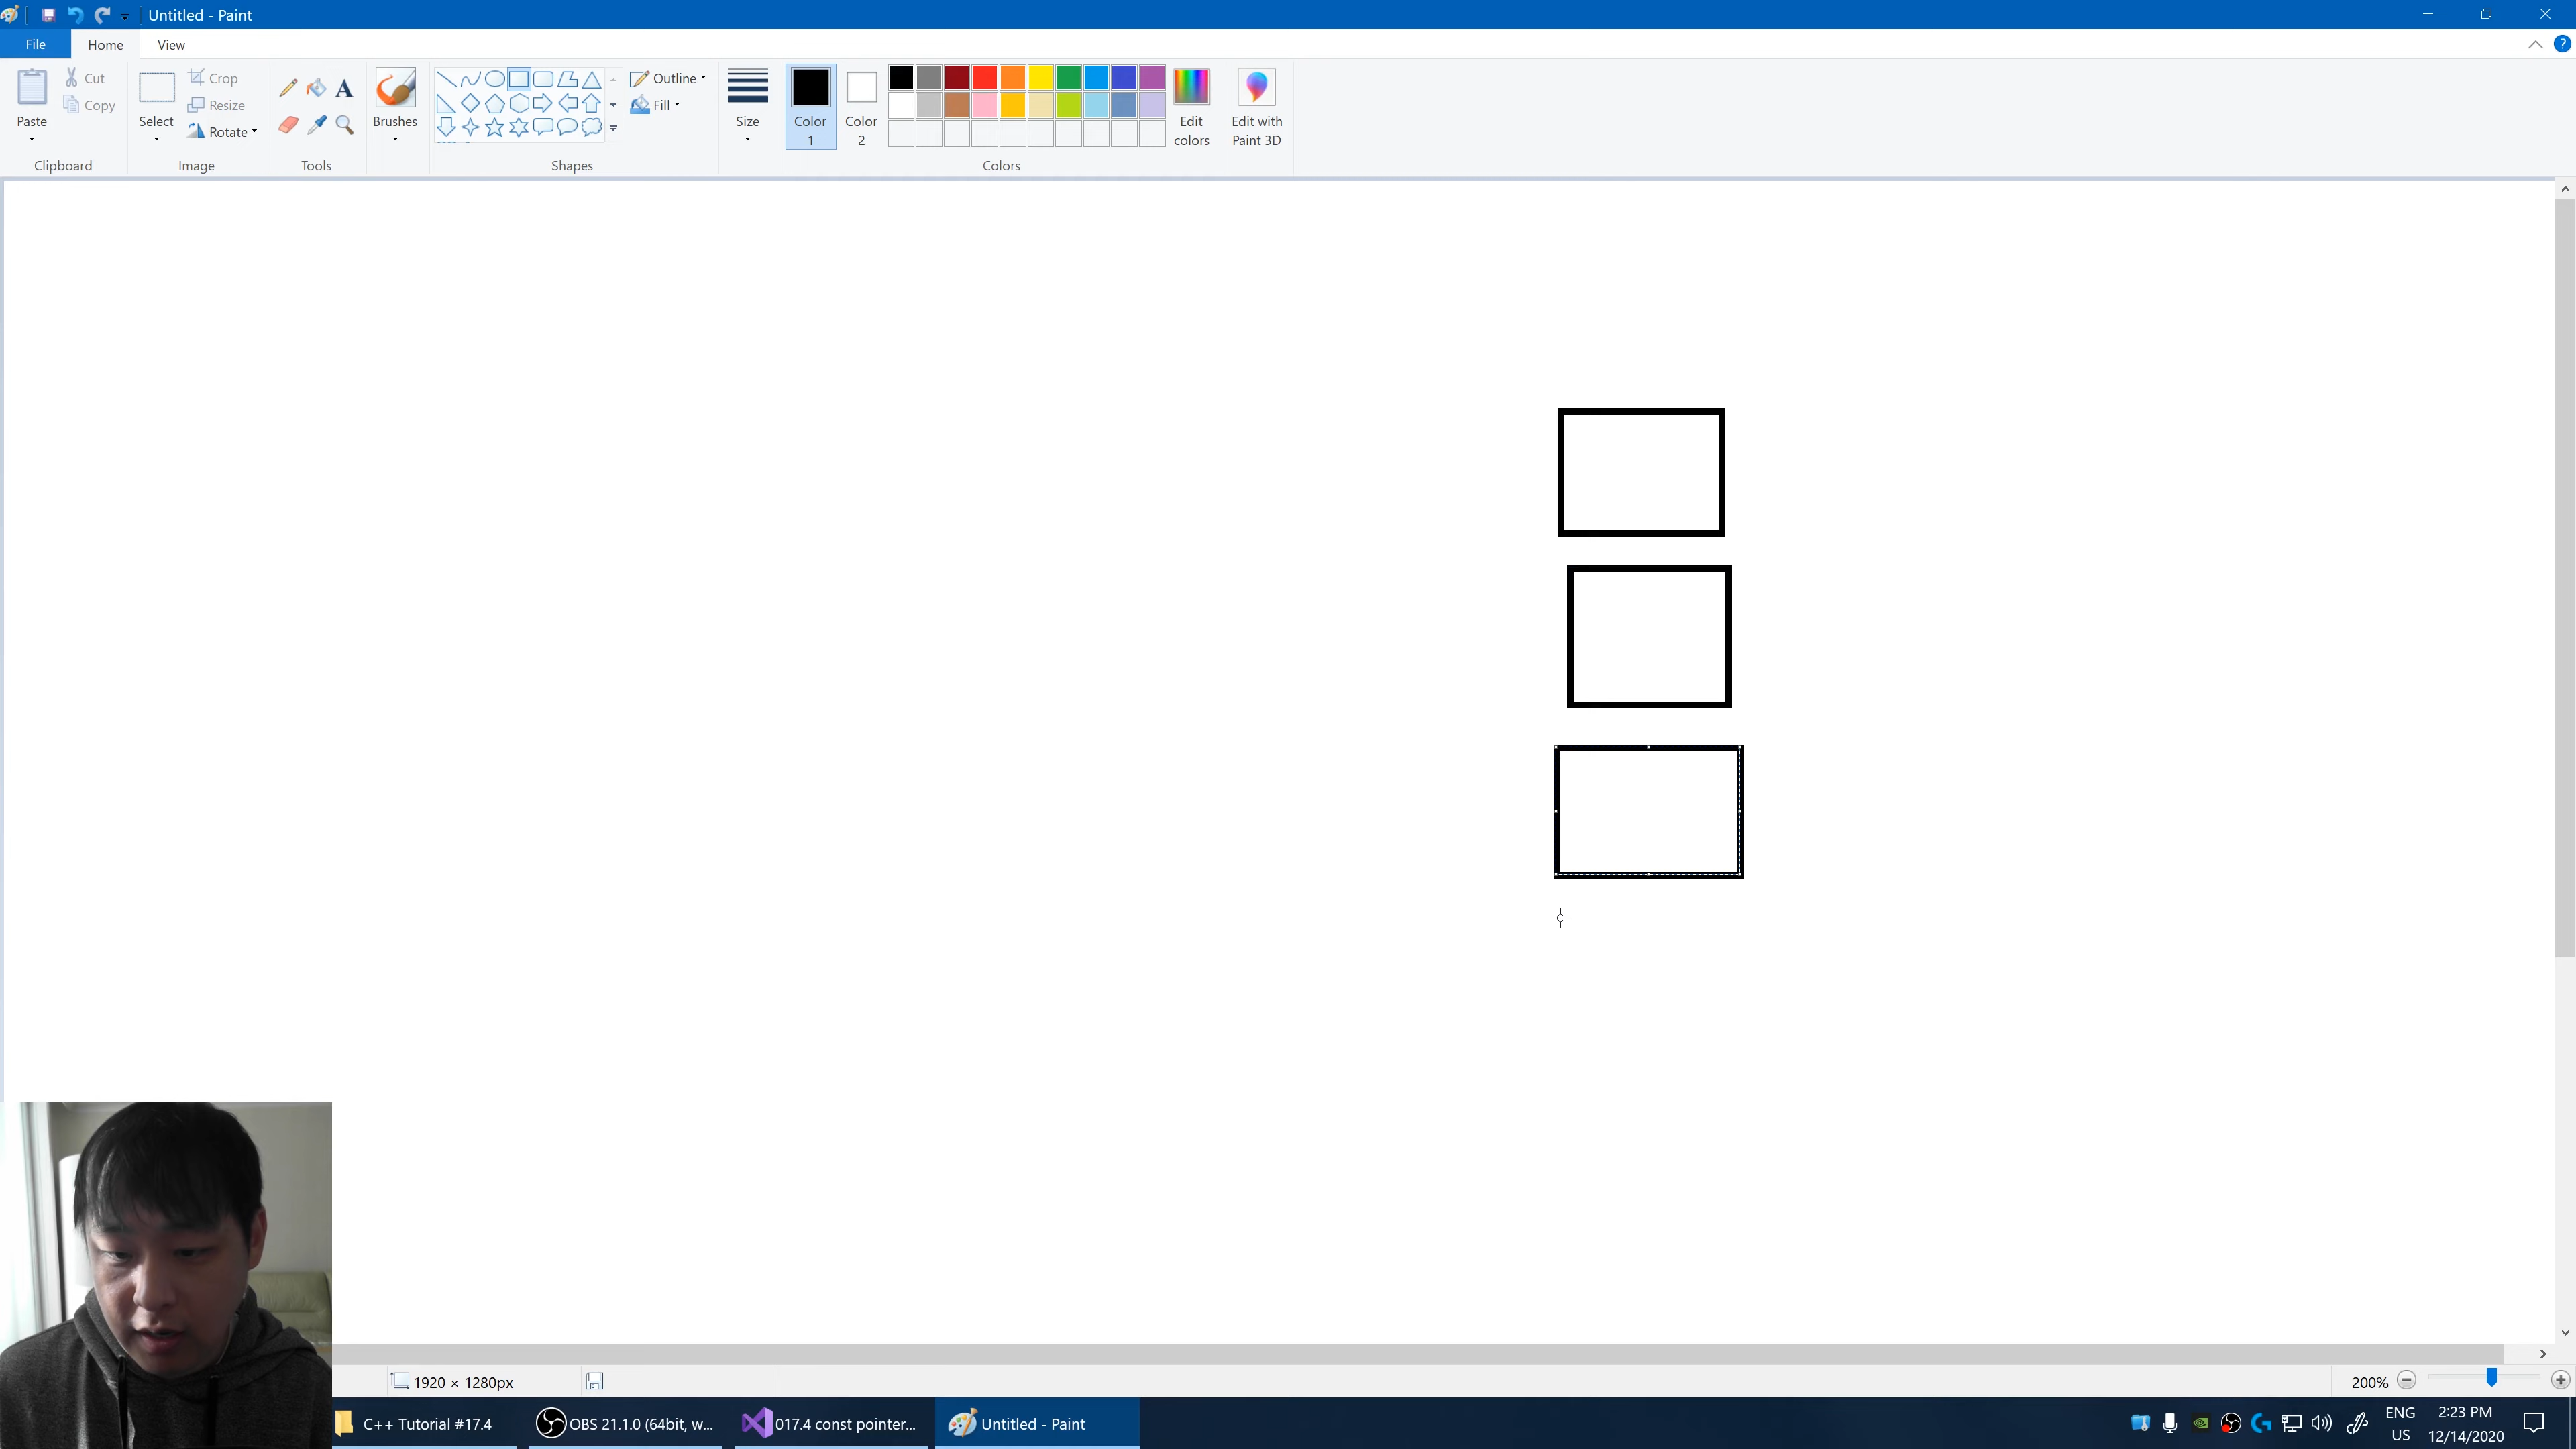 Untitled - Paint
File
Home
View
Paste
Cut
Copy
Clipboard
Select
Crop
Resize
Rotate
Image
A
Tools
Brushes
Outline
Fill
Shapes
Size
Color
1
Color
2
Edit
colors
Colors
Edit with
Paint 3D
?
1920 × 1280px
200%
C++ Tutorial #17.4
OBS 21.1.0 (64bit, w...
017.4 const pointer...
Untitled - Paint
ENG
US
2:23 PM
12/14/2020